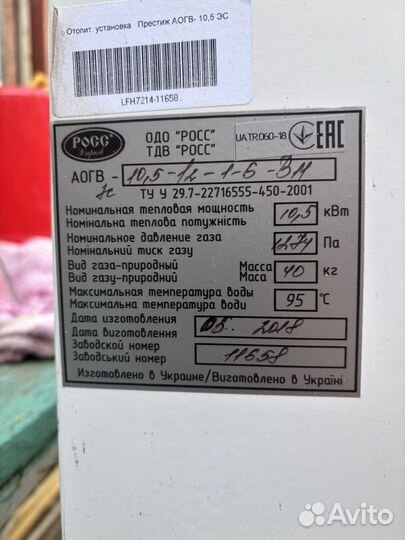 Отопит. установка Престиж АОГВ- 10,5 ЭС
LFH7214-11658.
РОСС
Харків
ОДО "РОСС"
ТДВ "РОСС"
UA.TR.060-18
EAC
АОГВ - 10,5-12-1-6-ЭН
ТУ У 29.7-22716555-450-2001
Номинальная тепловая мощность
Номінальна теплова потужність
10,5 кВт
Номинальное давление газа
Номінальний тиск газу
1274 Па
Вид газа-природный
Вид газу-природний
Масса
Маса
40 кг
Максимальная температура воды
Максимальна температура води
95 °С
Дата изготовления
Дата виготовлення
05. 2018
Заводской номер
Заводський номер
11658
Изготовлено в Украине/Виготовлено в Україні
Avito